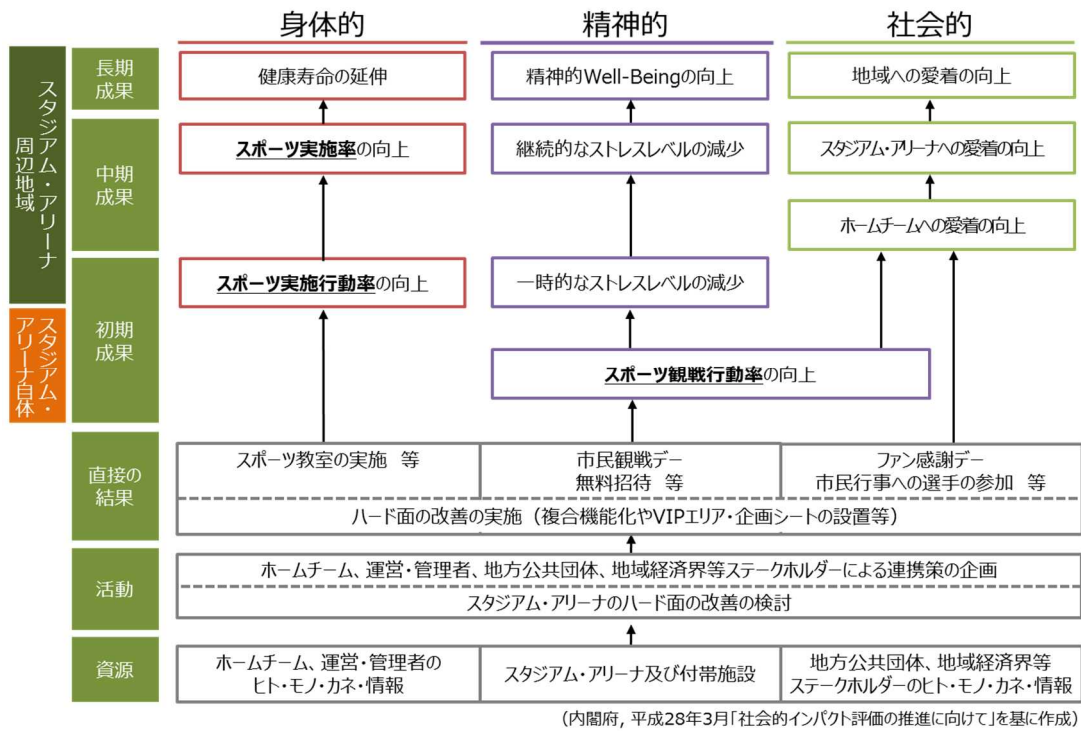 身体的
精神的
社会的
スタジアム・アリーナ
周辺地域
スタジアム・
アリーナ自体
長期
成果
健康寿命の延伸
精神的Well-Beingの向上
地域への愛着の向上
中期
成果
スポーツ実施率の向上
継続的なストレスレベルの減少
スタジアム・アリーナへの愛着の向上
ホームチームへの愛着の向上
初期
成果
スポーツ実施行動率の向上
一時的なストレスレベルの減少
スポーツ観戦行動率の向上
直接の
結果
スポーツ教室の実施 等
市民観戦デー
無料招待 等
ファン感謝デー
市民行事への選手の参加 等
ハード面の改善の実施（複合機能化やVIPエリア・企画シートの設置等）
活動
ホームチーム、運営・管理者、地方公共団体、地域経済界等ステークホルダーによる連携策の企画
スタジアム・アリーナのハード面の改善の検討
資源
ホームチーム、運営・管理者の
ヒト・モノ・カネ・情報
スタジアム・アリーナ及び付帯施設
地方公共団体、地域経済界等
ステークホルダーのヒト・モノ・カネ・情報
（内閣府, 平成28年3月「社会的インパクト評価の推進に向けて」を基に作成）